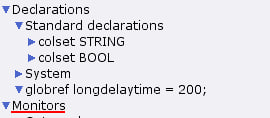 Declarations
Standard declarations
colset STRING
colset BOOL
System
globref longdelaytime = 200;
Monitors